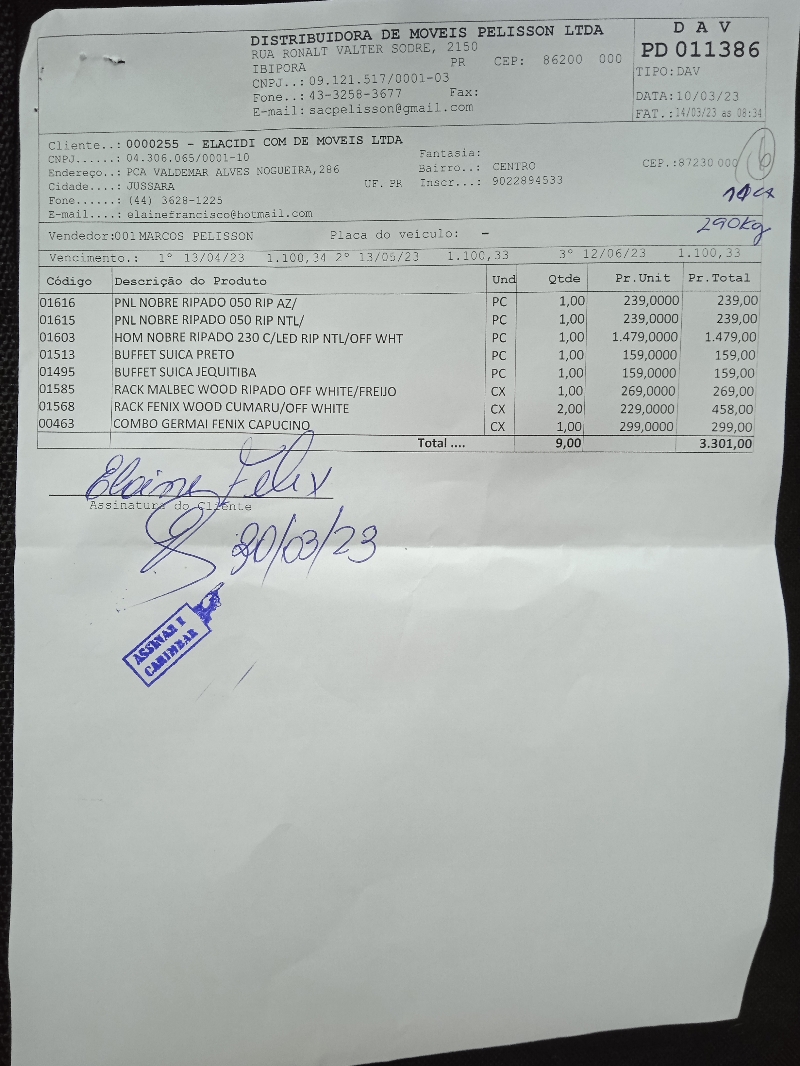 DISTRIBUIDORA DE MOVEIS PELISSON LTDA
RUA RONALT VALTER SODRE, 2150
IBIPORA PR CEP: 86200 000
CNPJ..: 09.121.517/0001-03
Fone..: 43-3258-3677 Fax:
E-mail: sacpelisson@gmail.com
D A V
PD 011386
TIPO:DAV
DATA:10/03/23
FAT.:14/03/23 as 08:34
Cliente..: 0000255 - ELACIDI COM DE MOVEIS LTDA
CNPJ......: 04.306.065/0001-10 Fantasia:
Endereço..: PCA VALDEMAR ALVES NOGUEIRA,286 Bairro..: CENTRO CEP.:87230 000
Cidade....: JUSSARA UF. PR Inscr...: 9022894533
Fone......: (44) 3628-1225
E-mail....: elainefrancisco@hotmail.com
290kg
Vendedor:001 MARCOS PELISSON Placa do veiculo: -
Vencimento.: 1º 13/04/23 1.100,34 2º 13/05/23 1.100,33 3º 12/06/23 1.100,33
Código Descrição do Produto Und Qtde Pr.Unit Pr.Total
01616 PNL NOBRE RIPADO 050 RIP AZ/ PC 1,00 239,0000 239,00
01615 PNL NOBRE RIPADO 050 RIP NTL/ PC 1,00 239,0000 239,00
01603 HOM NOBRE RIPADO 230 C/LED RIP NTL/OFF WHT PC 1,00 1.479,0000 1.479,00
01513 BUFFET SUICA PRETO PC 1,00 159,0000 159,00
01495 BUFFET SUICA JEQUITIBA PC 1,00 159,0000 159,00
01585 RACK MALBEC WOOD RIPADO OFF WHITE/FREIJO CX 1,00 269,0000 269,00
01568 RACK FENIX WOOD CUMARU/OFF WHITE CX 2,00 229,0000 458,00
00463 COMBO GERMAI FENIX CAPUCINO CX 1,00 299,0000 299,00
Total .... 9,00 3.301,00
Elaine Felix
Assinatura do Cliente
20/03/23
ASSINAR E
CARIMBAR